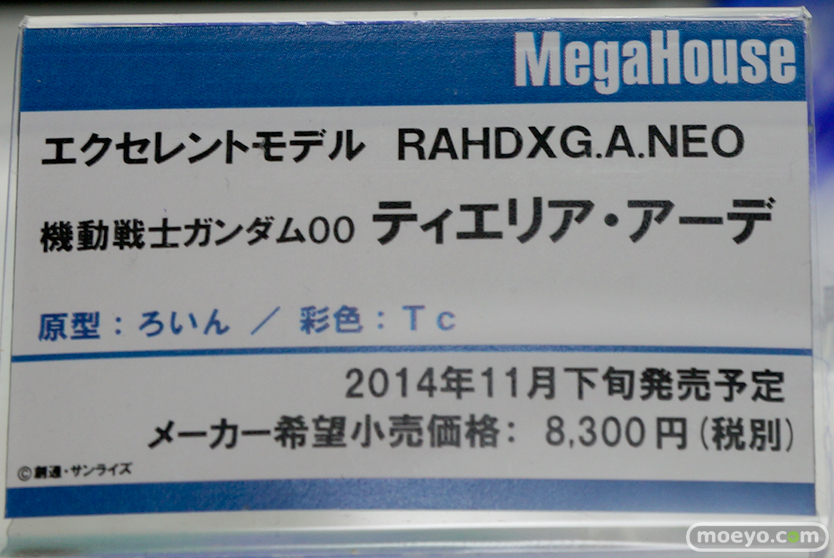 MegaHouse
エクセレントモデル RAHDXG.A.NEO
機動戦士ガンダム00 ティエリア・アーデ
原型：ろいん ／ 彩色：Tc
2014年11月下旬発売予定
メーカー希望小売価格： 8,300円(税別)
©創通・サンライズ
moeyo.com